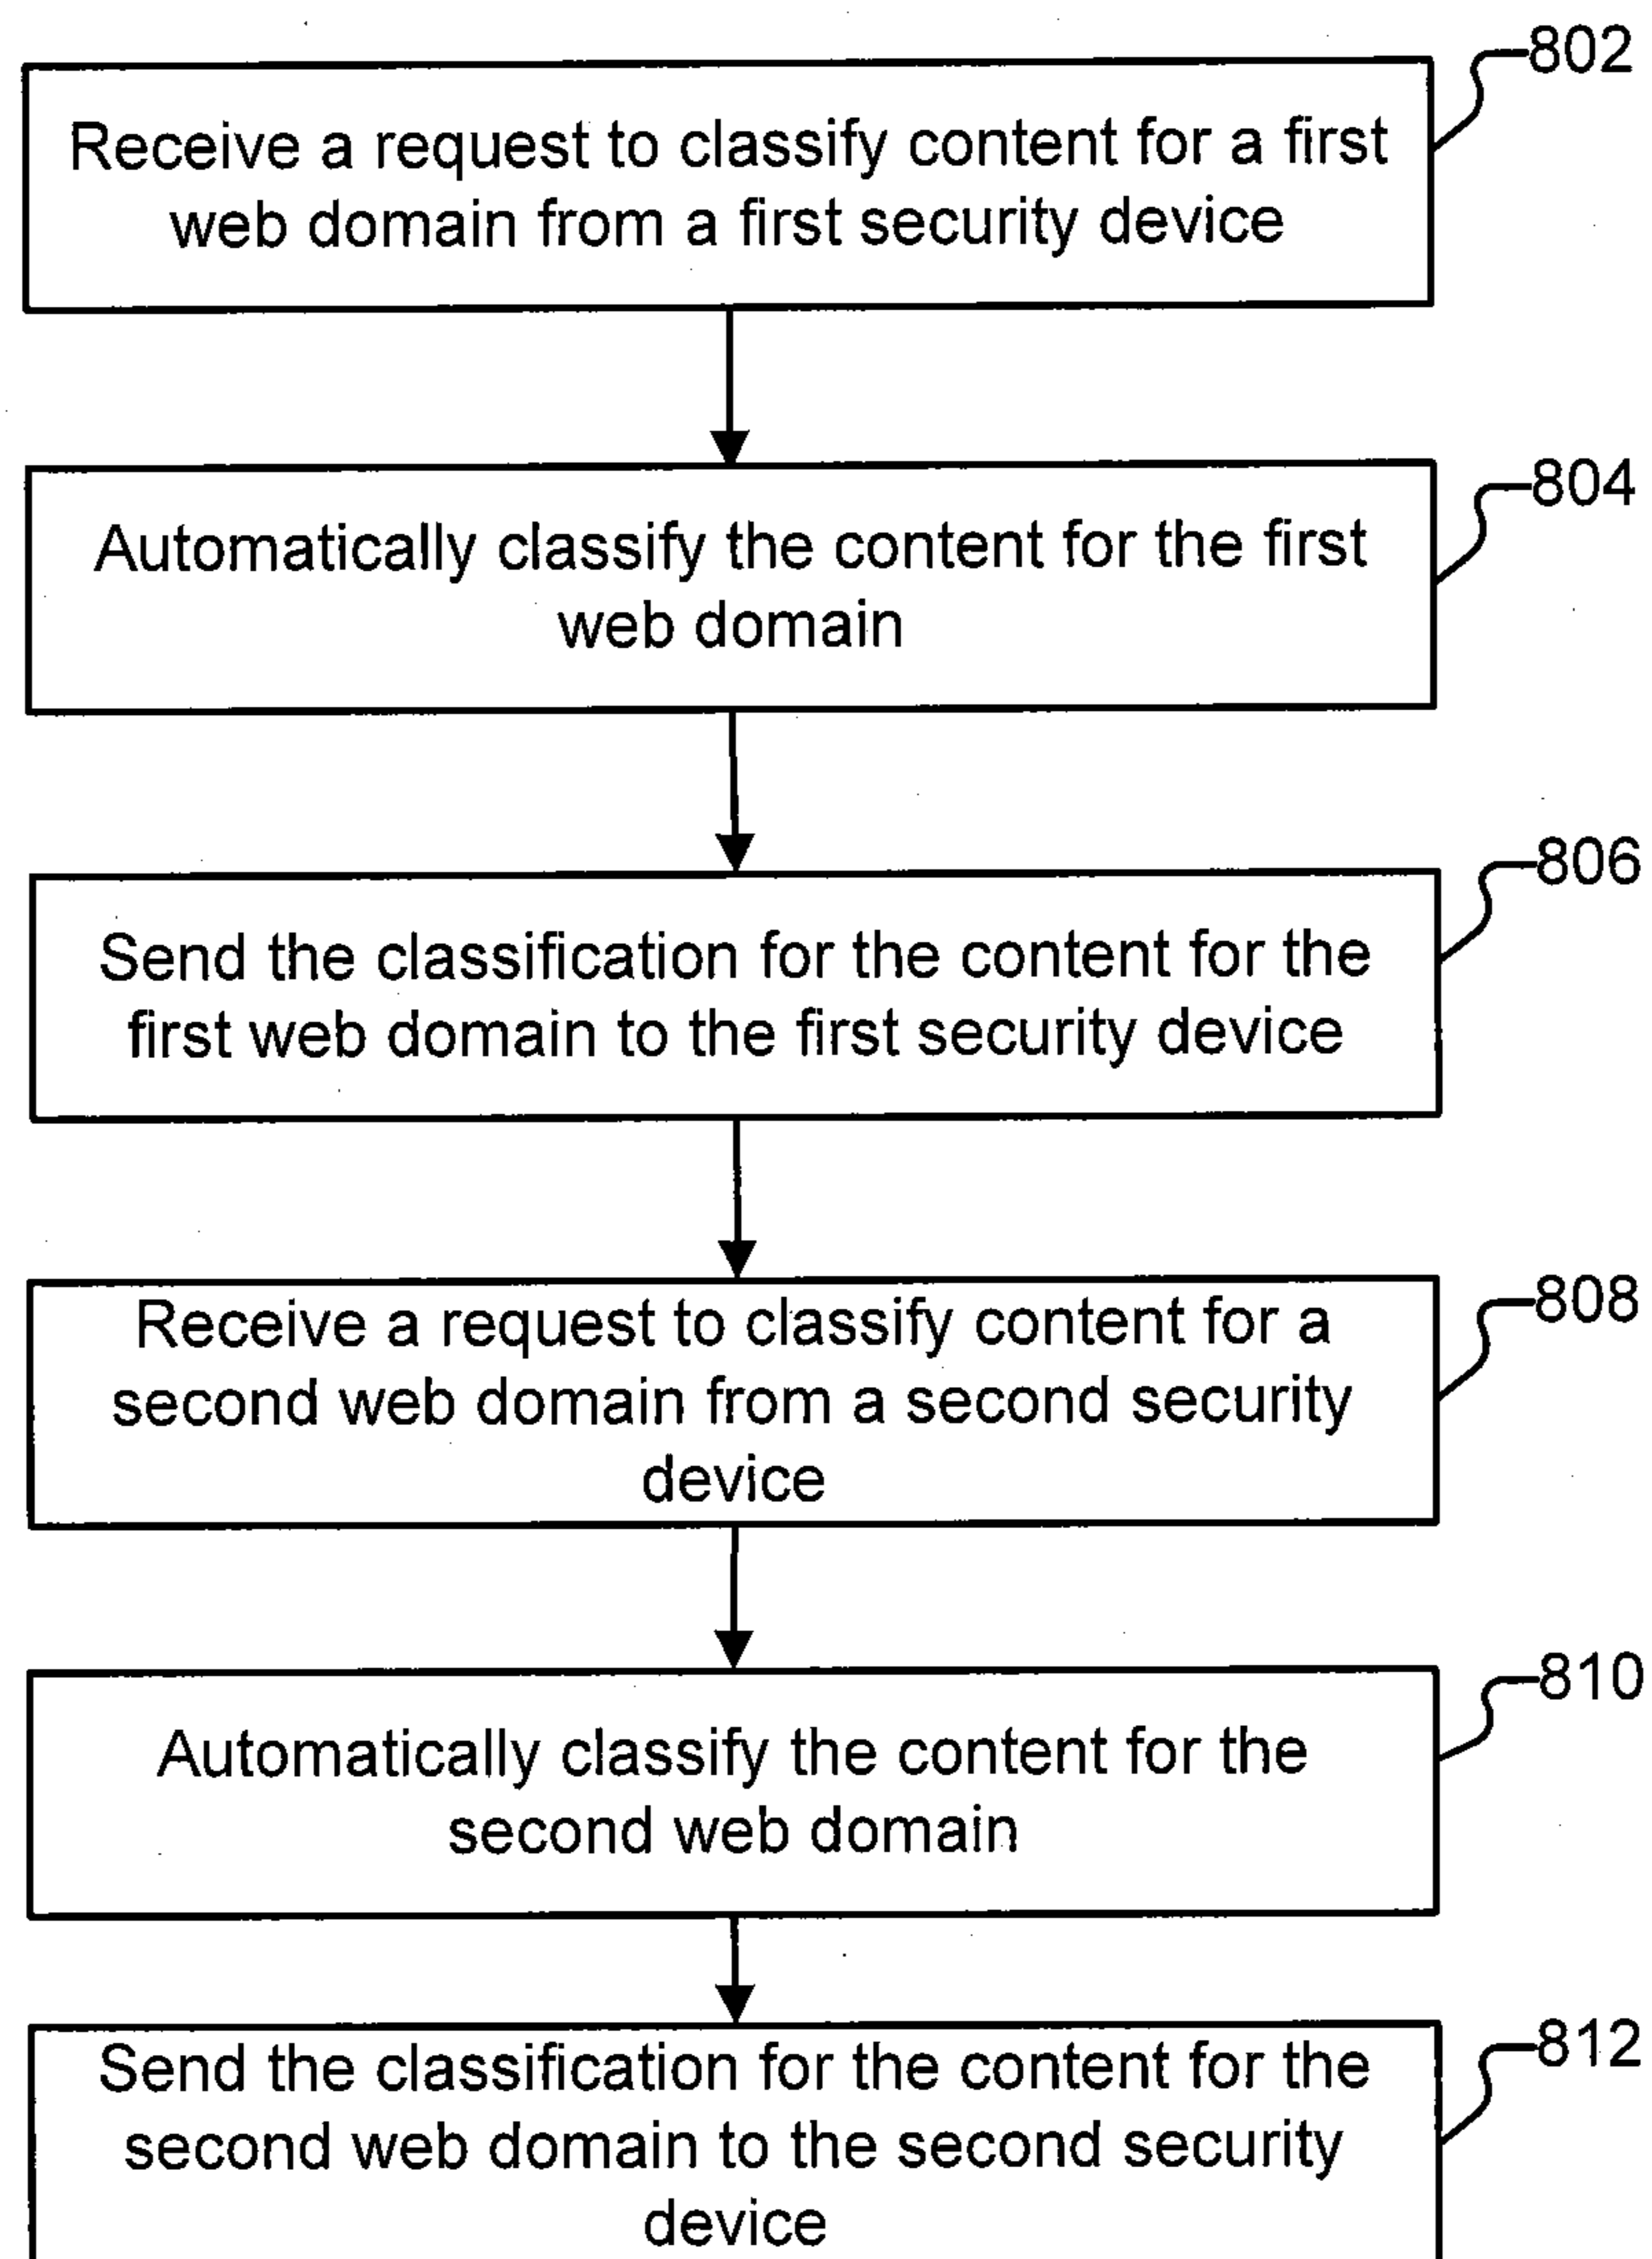 802
Receive a request to classify content for a first
web domain from a first security device
804
Automatically classify the content for the first
web domain
806
Send the classification for the content for the
first web domain to the first security device
808
Receive a request to classify content for a
second web domain from a second security
device
810
Automatically classify the content for the
second web domain
812
Send the classification for the content for the
second web domain to the second security
device